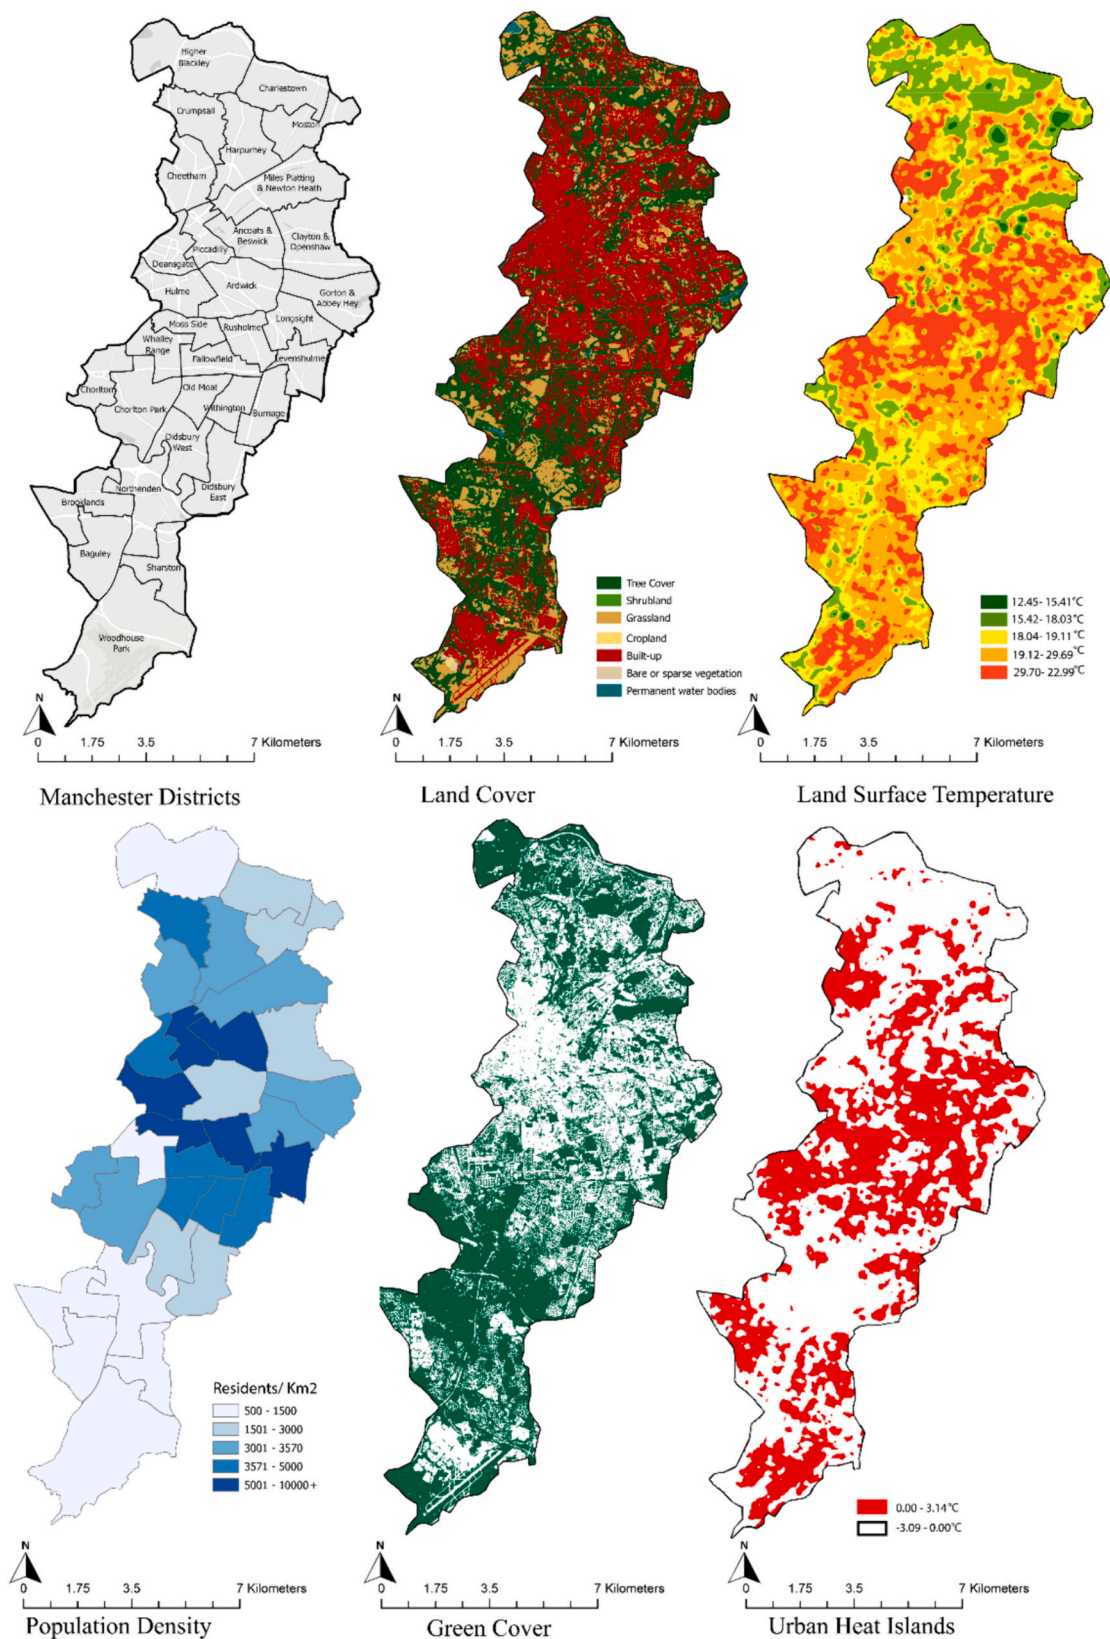 Higher
Blackley
Charlestown
Crumpsall
Moston
Harpurhey
Cheetham
Miles Platting
& Newton Heath
Ancoats &
Beswick
Clayton &
Openshaw
Piccadilly
Deansgate
Hulme
Ardwick
Gorton &
Abbey Hey
Longsight
Moss Side
Rusholme
Whalley
Range
Fallowfield
Levenshulme
Chorlton
Old Moat
Chorlton Park
Withington
Burnage
Didsbury
West
Northenden
Didsbury
East
Brooklands
Baguley
Sharston
Woodhouse
Park
N
0 1.75 3.5 7 Kilometers
Manchester Districts
Tree Cover
Shrubland
Grassland
Cropland
Built-up
Bare or sparse vegetation
Permanent water bodies
N
0 1.75 3.5 7 Kilometers
Land Cover
12.45- 15.41°C
15.42- 18.03°C
18.04- 19.11°C
19.12- 29.69°C
29.70- 22.99°C
N
0 1.75 3.5 7 Kilometers
Land Surface Temperature
Residents/ Km2
500 - 1500
1501 - 3000
3001 - 3570
3571 - 5000
5001 - 10000+
N
0 1.75 3.5 7 Kilometers
Population Density
N
0 1.75 3.5 7 Kilometers
Green Cover
0.00 - 3.14°C
-3.09 - 0.00°C
N
0 1.75 3.5 7 Kilometers
Urban Heat Islands